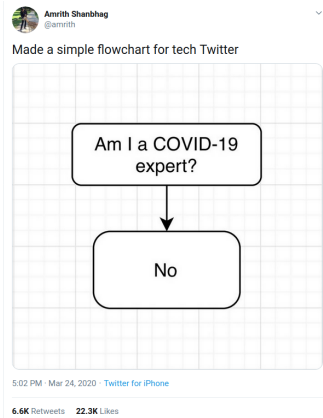 Amrith Shanbhag
@amrith
Made a simple flowchart for tech Twitter
Am I a COVID-19
expert?
No
5:02 PM · Mar 24, 2020 · Twitter for iPhone
6.6K Retweets 22.3K Likes